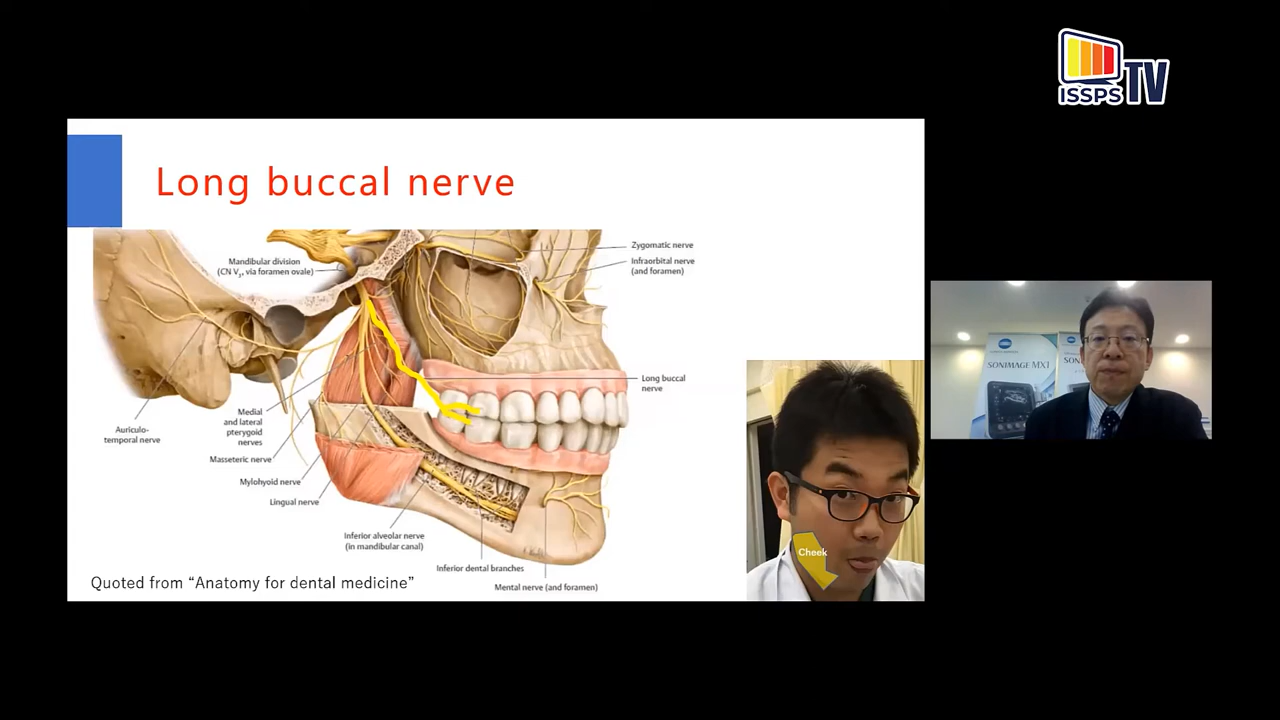 ISSPS TV
Long buccal nerve
Zygomatic nerve
Infraorbital nerve
(and foramen)
Mandibular division
(CN V3, via foramen ovale)
Long buccal
nerve
Medial
and lateral
pterygoid
nerves
Auriculo-
temporal nerve
Masseteric nerve
Mylohyoid nerve
Lingual nerve
Inferior alveolar nerve
(in mandibular canal)
Inferior dental branches
Mental nerve (and foramen)
Quoted from “Anatomy for dental medicine”
Cheek
SONIMAGE MX1